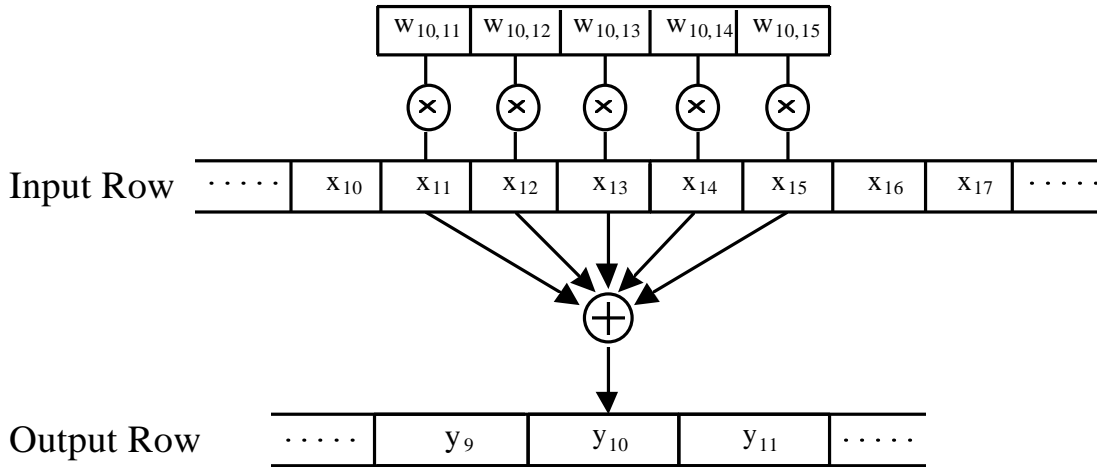 w10,11 w10,12 w10,13 w10,14 w10,15
× × × × ×
Input Row ..... x10 x11 x12 x13 x14 x15 x16 x17 .....
+
Output Row ..... y9 y10 y11 .....